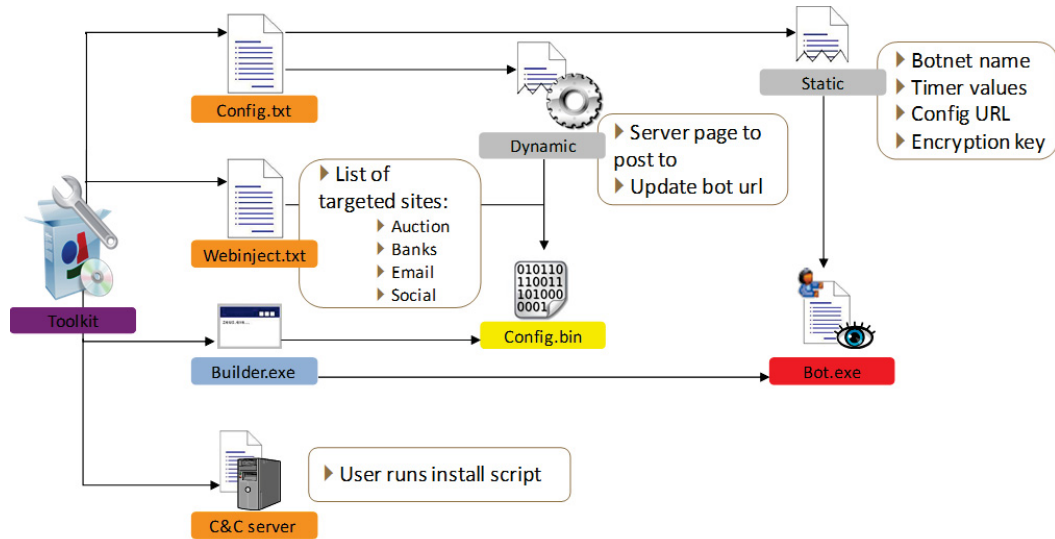 Config.txt
Static
Botnet name
Timer values
Config URL
Encryption key
Dynamic
Server page to
post to
Update bot url
Webinject.txt
List of
targeted sites:
Auction
Banks
Email
Social
Toolkit
010110
110011
101000
0001
Config.bin
Builder.exe
Bot.exe
User runs install script
C&C server